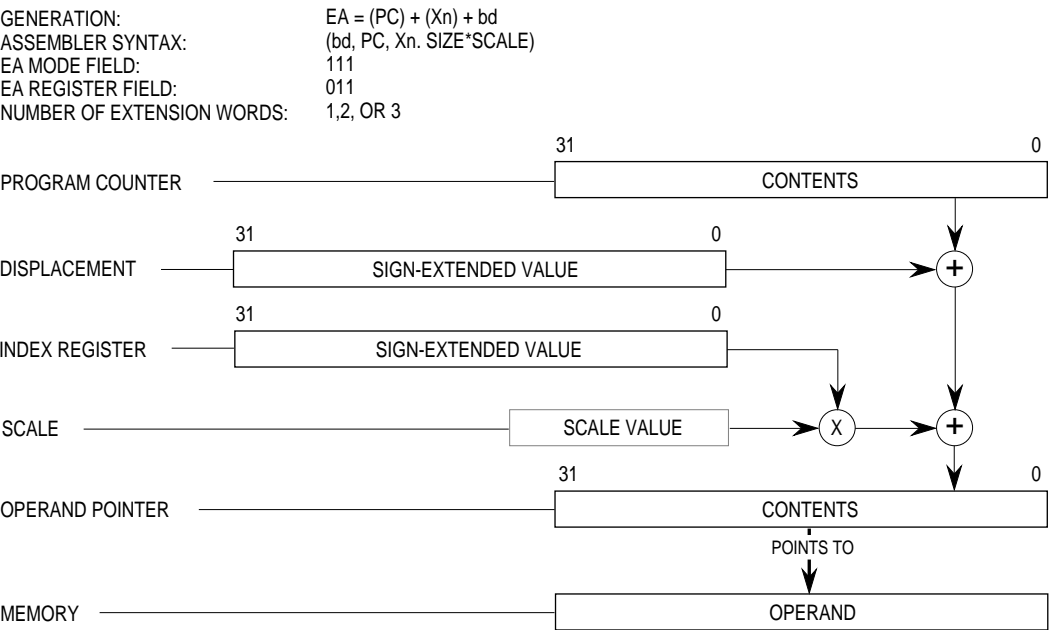 GENERATION: EA = (PC) + (Xn) + bd
ASSEMBLER SYNTAX: (bd, PC, Xn. SIZE*SCALE)
EA MODE FIELD: 111
EA REGISTER FIELD: 011
NUMBER OF EXTENSION WORDS: 1,2, OR 3
31 0
PROGRAM COUNTER CONTENTS
31 0
DISPLACEMENT SIGN-EXTENDED VALUE +
31 0
INDEX REGISTER SIGN-EXTENDED VALUE
SCALE SCALE VALUE X +
31 0
OPERAND POINTER CONTENTS
POINTS TO
MEMORY OPERAND